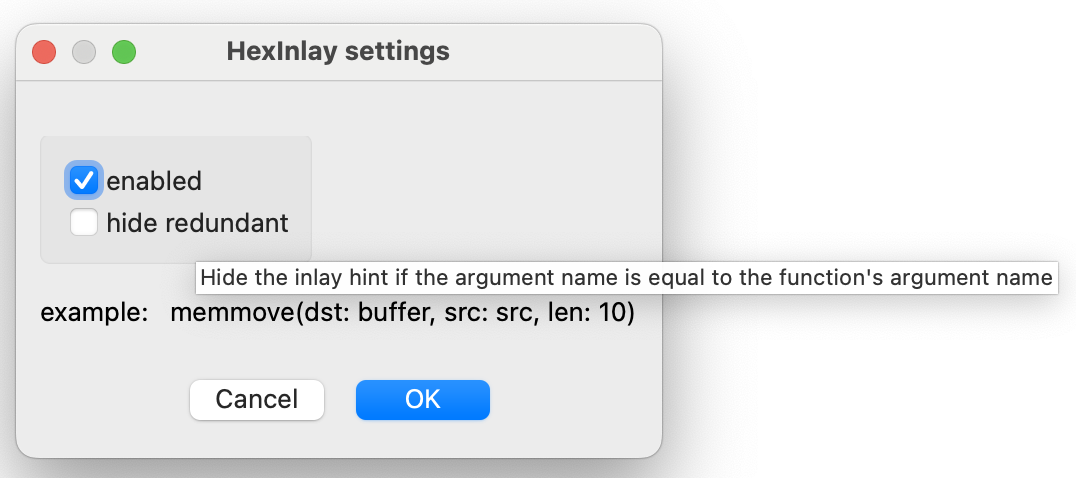 HexInlay settings
enabled
hide redundant
Hide the inlay hint if the argument name is equal to the function's argument name
example: memmove(dst: buffer, src: src, len: 10)
Cancel OK